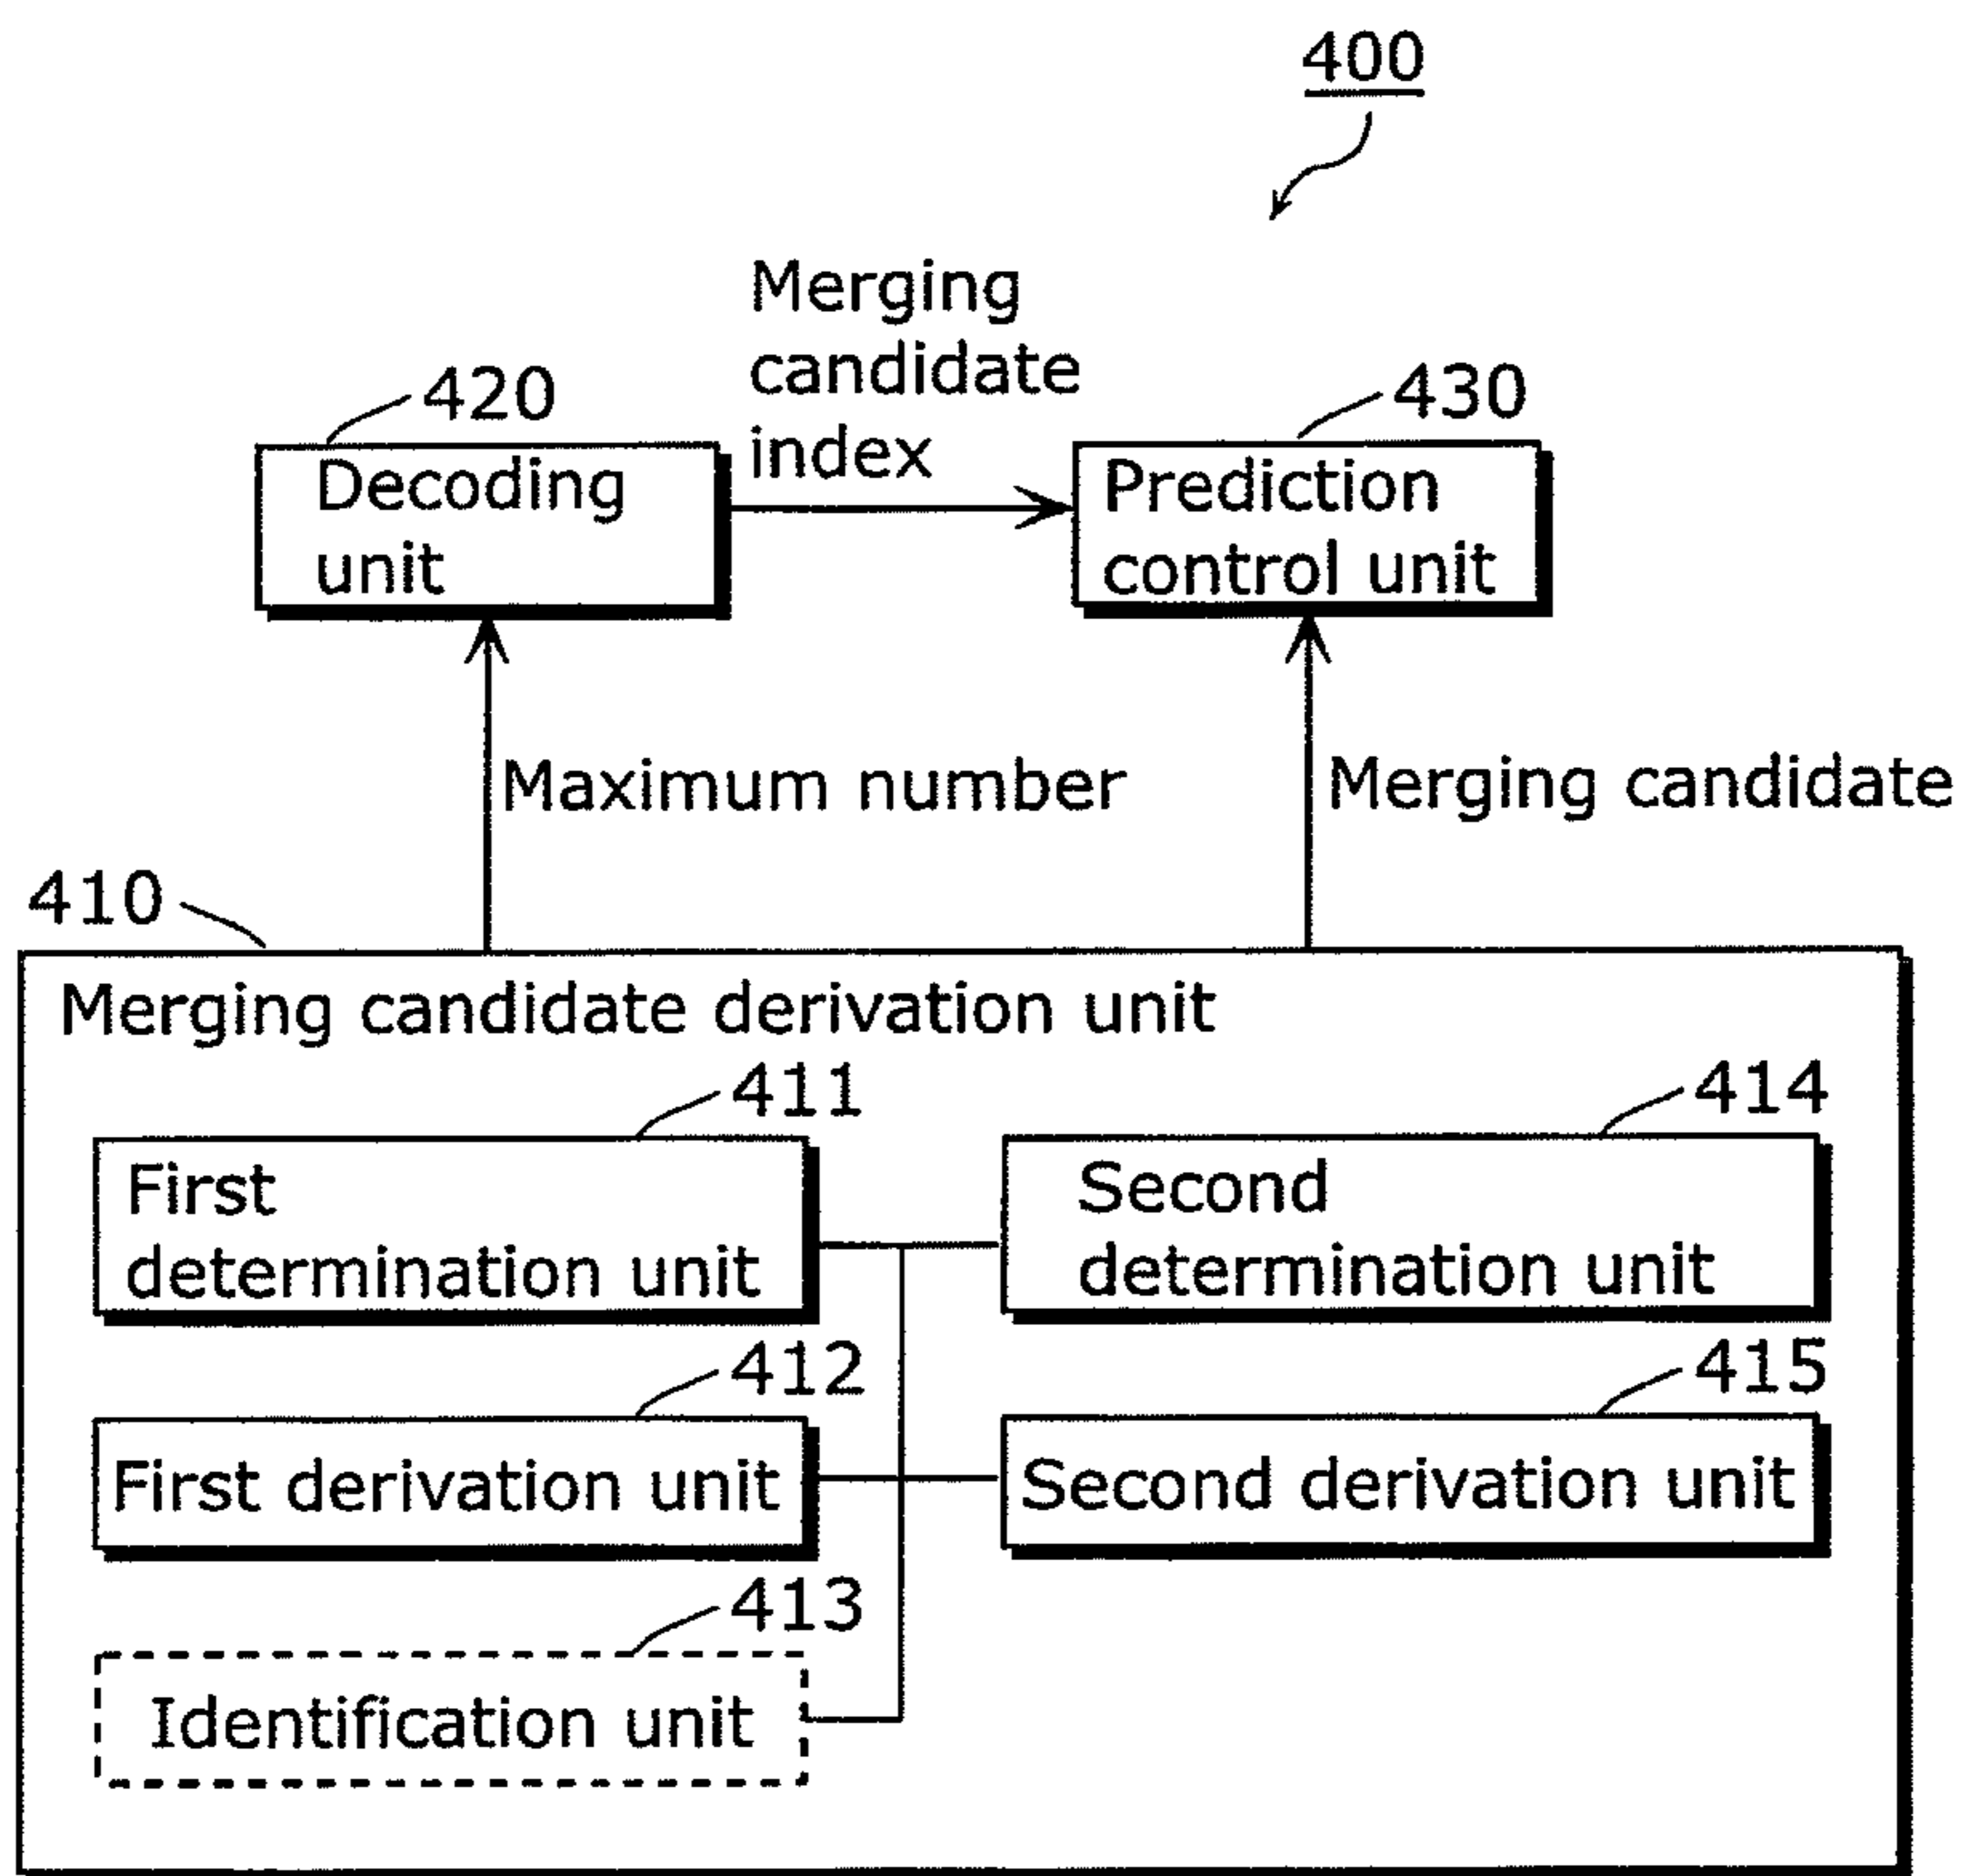 400
Merging
candidate
index
420
430
Decoding
unit
Prediction
control unit
Maximum number
Merging candidate
410
Merging candidate derivation unit
411
414
First
determination unit
Second
determination unit
412
415
First derivation unit
Second derivation unit
413
Identification unit